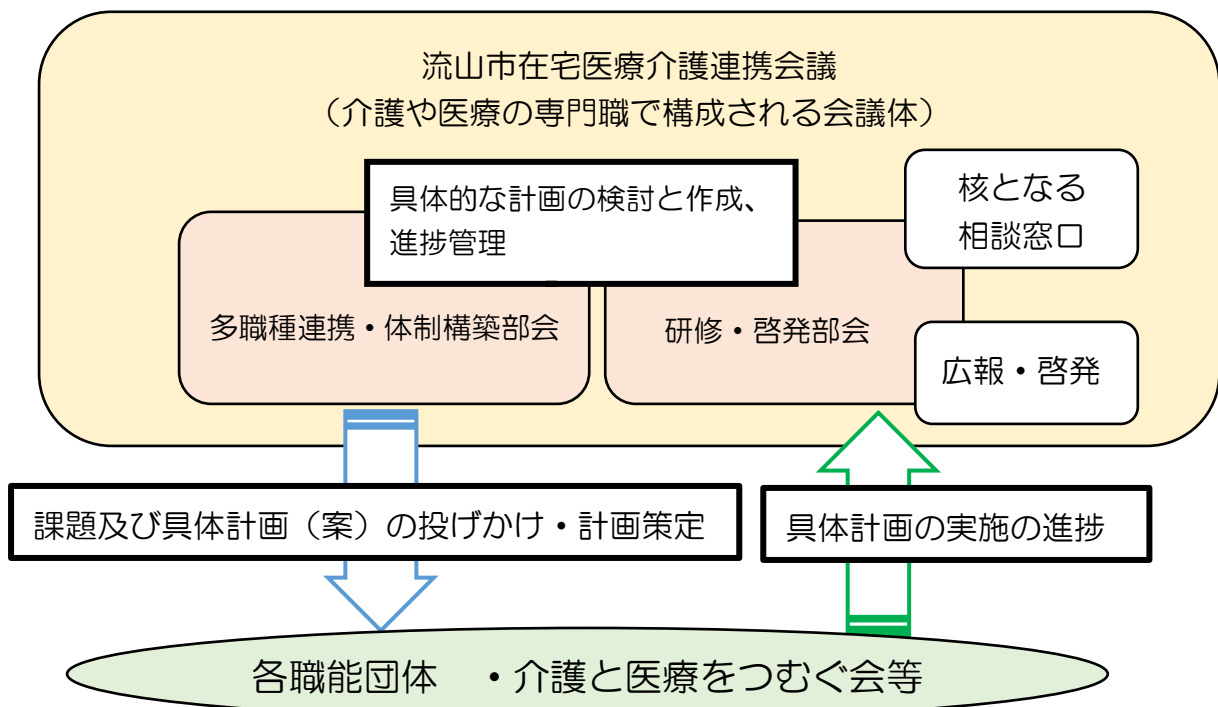 流山市在宅医療介護連携会議
（介護や医療の専門職で構成される会議体）
具体的な計画の検討と作成、
進捗管理
核となる
相談窓口
多職種連携・体制構築部会
研修・啓発部会
広報・啓発
課題及び具体計画（案）の投げかけ・計画策定
具体計画の実施の進捗
各職能団体　・介護と医療をつむぐ会等